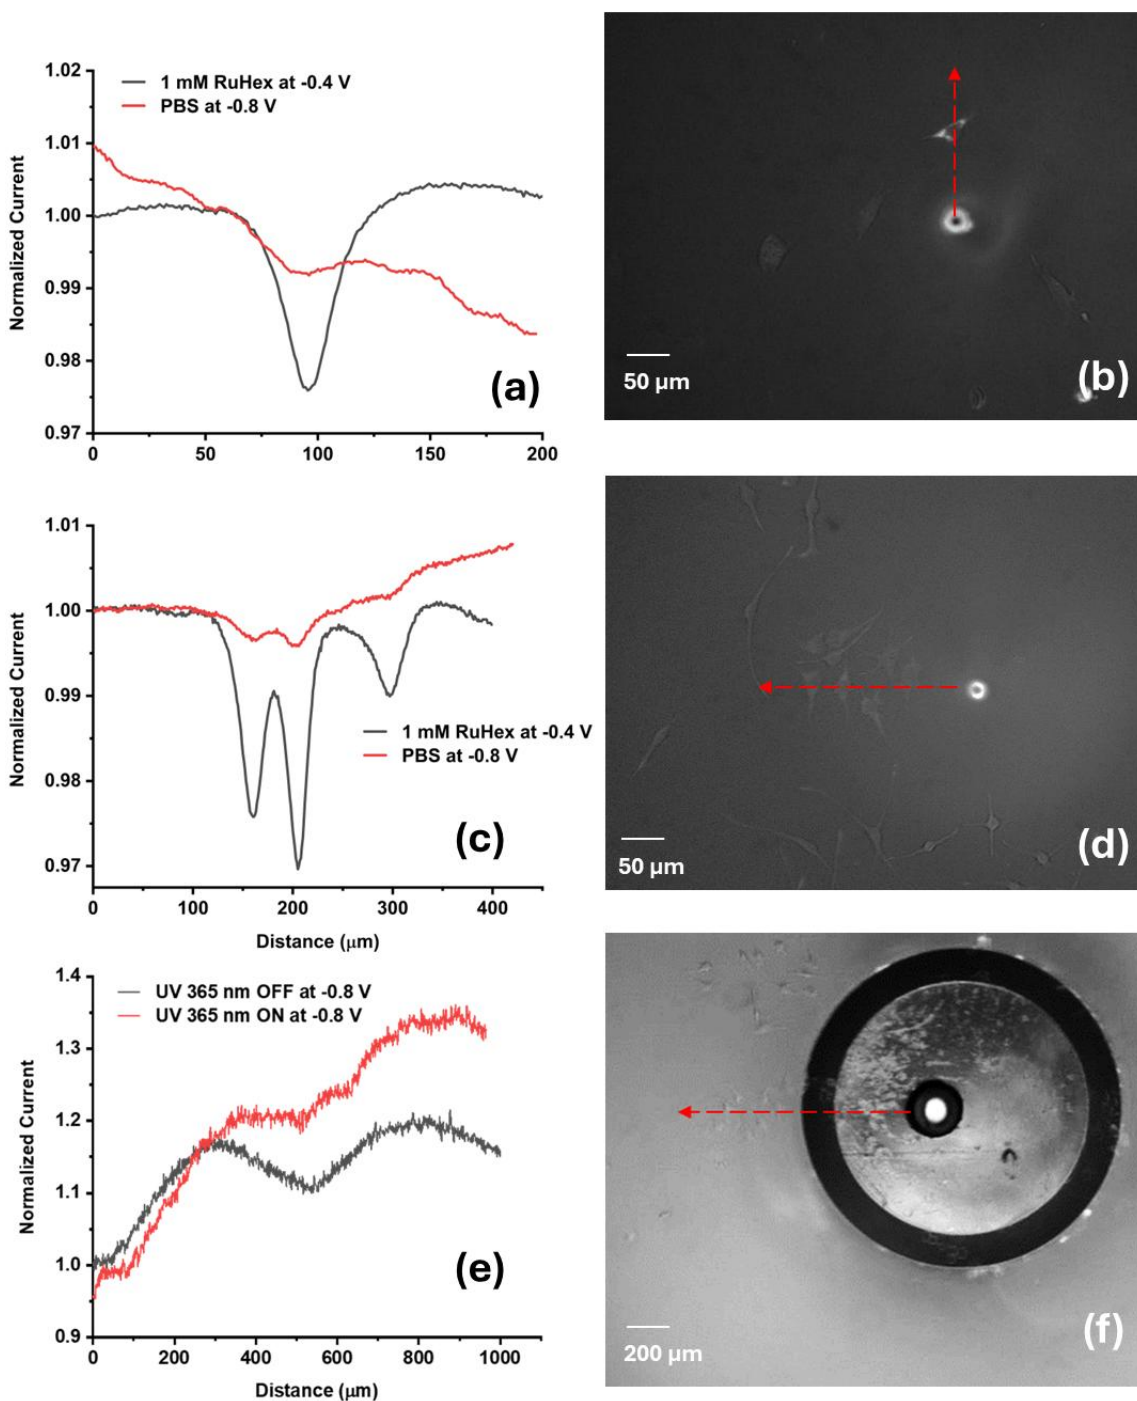 1.02
1.01
1.00
0.99
0.98
0.97
0
50
100
150
200
Normalized Current
1 mM RuHex at -0.4 V
PBS at -0.8 V
(a)
50 μm
(b)
1.01
1.00
0.99
0.98
0.97
0
100
200
300
400
Normalized Current
1 mM RuHex at -0.4 V
PBS at -0.8 V
(c)
Distance (μm)
50 μm
(d)
1.4
1.3
1.2
1.1
1.0
0.9
0
200
400
600
800
1000
Normalized Current
UV 365 nm OFF at -0.8 V
UV 365 nm ON at -0.8 V
(e)
Distance (μm)
200 μm
(f)